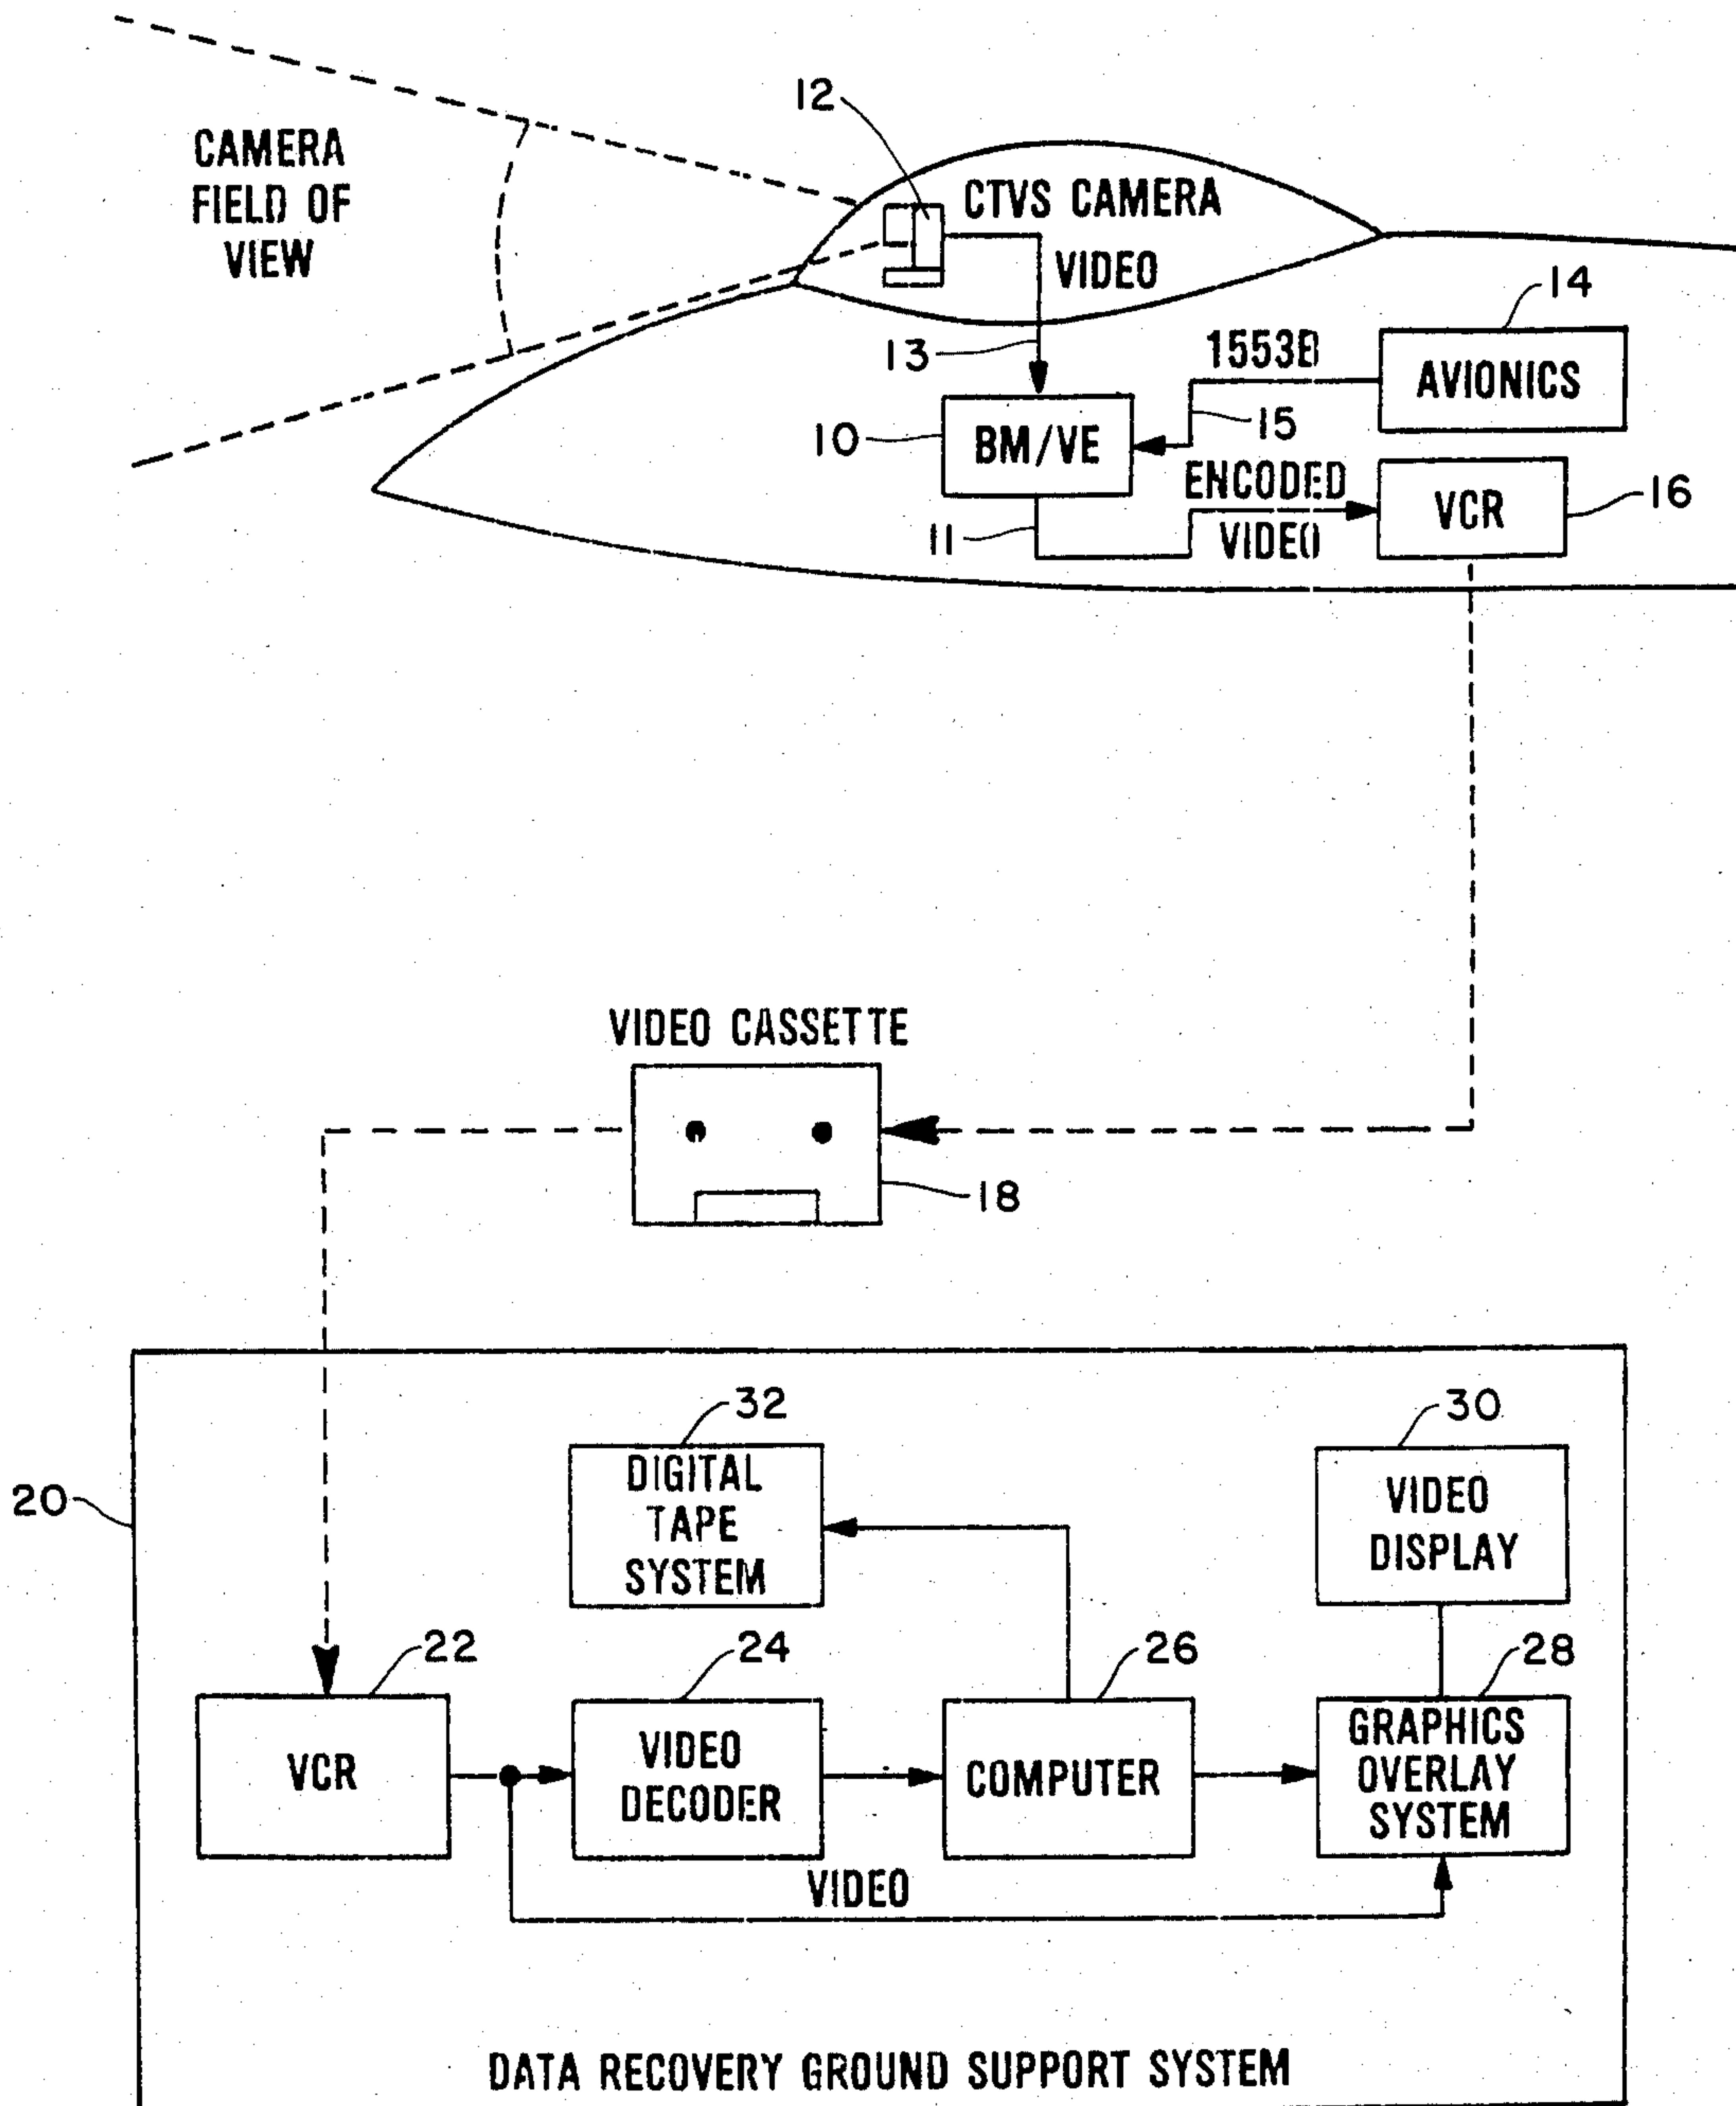 12
CAMERA
FIELD OF
VIEW
CTVS CAMERA
VIDEO
14
13
1553B
AVIONICS
10
BM/VE
15
ENCODED
VIDEO
VCR
16
11
VIDEO CASSETTE
18
20
32
DIGITAL
TAPE
SYSTEM
30
VIDEO
DISPLAY
22
VCR
24
VIDEO
DECODER
26
COMPUTER
28
GRAPHICS
OVERLAY
SYSTEM
VIDEO
DATA RECOVERY GROUND SUPPORT SYSTEM